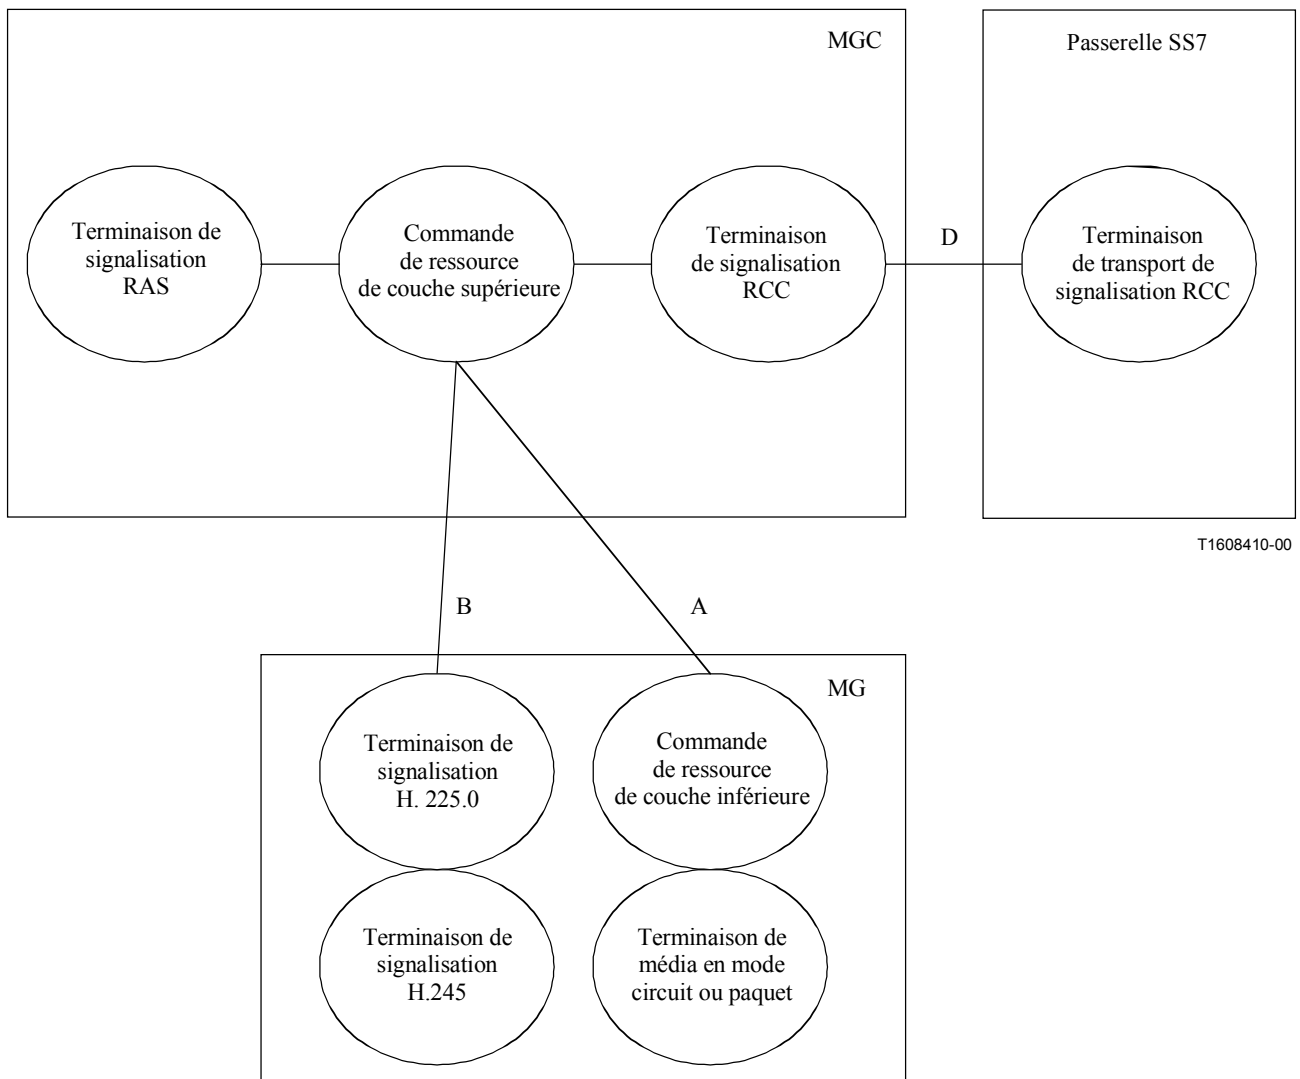 MGC
Passerelle SS7
Terminaison de
signalisation
RAS
Commande
de ressource
de couche supérieure
Terminaison
de signalisation
RCC
D
Terminaison
de transport de
signalisation RCC
T1608410-00
B
A
MG
Terminaison de
signalisation
H. 225.0
Commande
de ressource
de couche inférieure
Terminaison de
signalisation
H.245
Terminaison de
média en mode
circuit ou paquet